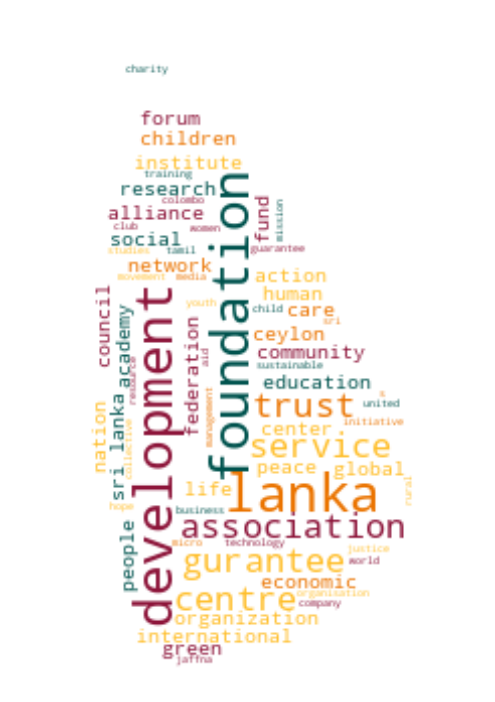 charity
forum
children
institute
training
research
colombo
alliance
fund
mission
club
women
social
guarantee
studies
tamil
network
foundation
movement
media
action
human
youth
child
care
sri
council
development
academy
federation
ceylon
community
aid
sustainable
resource
education
management
trust
s
united
nation
sri lanka
collective
initiative
center
service
peace
global
life
lanka
rural
hope
business
association
people
micro
technology
justice
gurantee
world
economic
centre
organisation
company
organization
international
green
jaffna